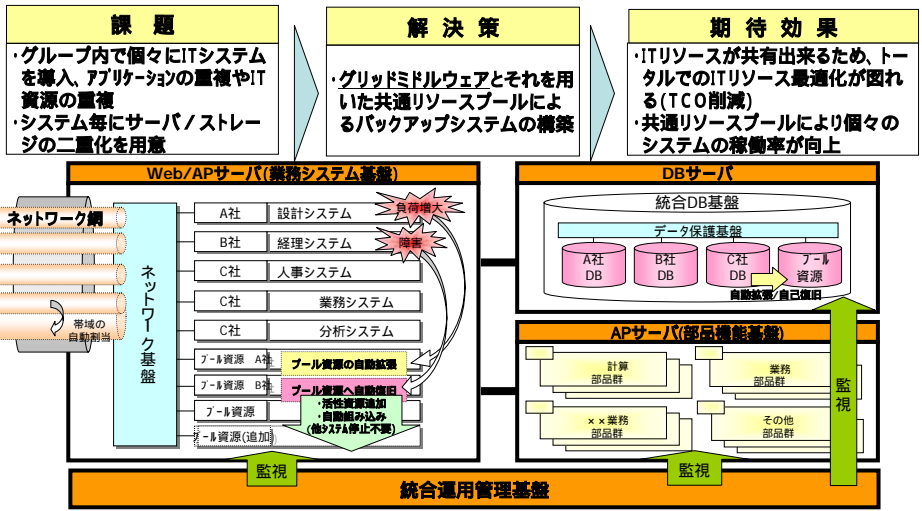 課 題
・グループ内で個々にITシステム
を導入、アプリケーションの重複やIT
資源の重複
・システム毎にサーバ/ストレー
ジの二重化を用意
解 決 策
・グリッドミドルウェアとそれを用
いた共通リソースプールによ
るバックアップシステムの構築
期 待 効 果
・ITリソースが共有出来るため、トー
タルでのITリソース最適化が図れ
る(TCO削減)
・共通リソースプールにより個々の
システムの稼働率が向上
Web/APサーバ(業務システム基盤)
ネットワーク網
帯域の
自動割当
ネットワーク基盤
A社 設計システム
負荷増大
B社 経理システム
障害
C社 人事システム
C社 業務システム
C社 分析システム
プール資源 A社
プール資源の自動拡張
プール資源 B社
プール資源へ自動復旧
プール資源
・活性資源追加
・自動組み込み
(他システム停止不要)
プール資源(追加)
DBサーバ
統合DB基盤
データ保護基盤
A社
DB
B社
DB
C社
DB
プール
資源
自動拡張/自己復旧
APサーバ(部品機能基盤)
計算
部品群
業務
部品群
××業務
部品群
その他
部品群
監視
監視
監視
統合運用管理基盤